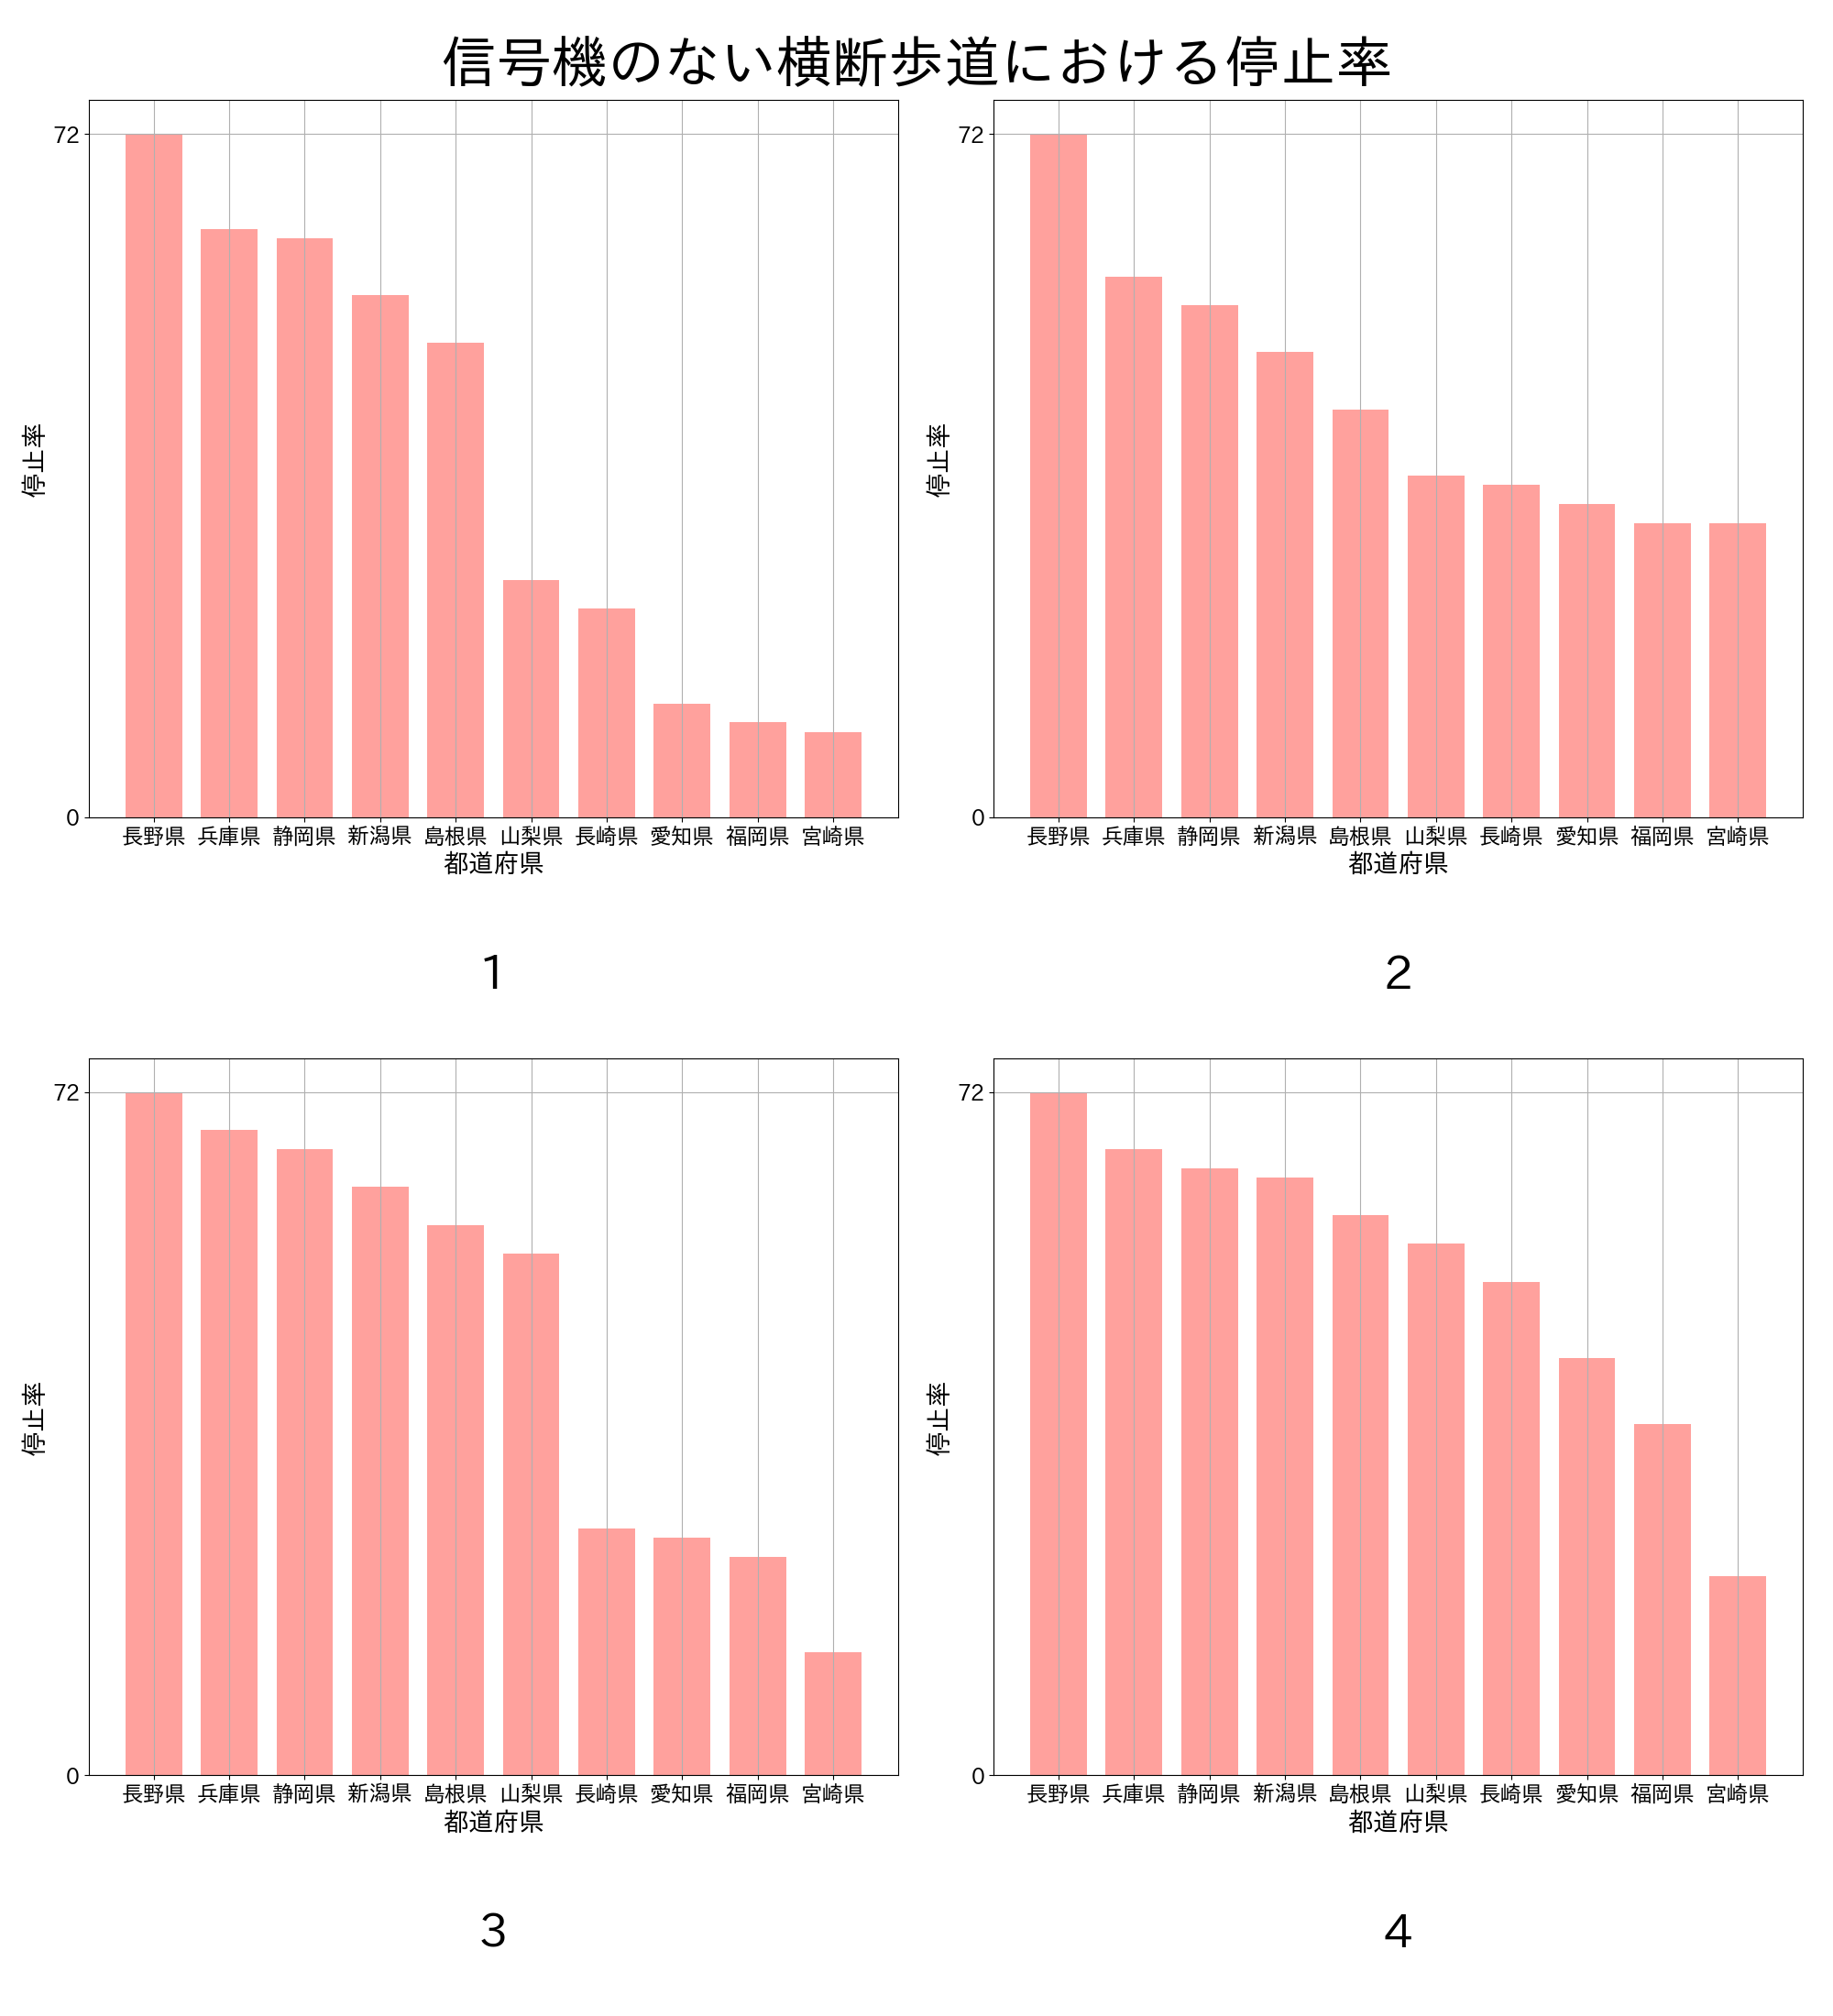 信号機のない横断歩道における停止率
72
停止率
0
長野県 兵庫県 静岡県 新潟県 島根県 山梨県 長崎県 愛知県 福岡県 宮崎県
都道府県
1
72
停止率
0
長野県 兵庫県 静岡県 新潟県 島根県 山梨県 長崎県 愛知県 福岡県 宮崎県
都道府県
2
72
停止率
0
長野県 兵庫県 静岡県 新潟県 島根県 山梨県 長崎県 愛知県 福岡県 宮崎県
都道府県
3
72
停止率
0
長野県 兵庫県 静岡県 新潟県 島根県 山梨県 長崎県 愛知県 福岡県 宮崎県
都道府県
4